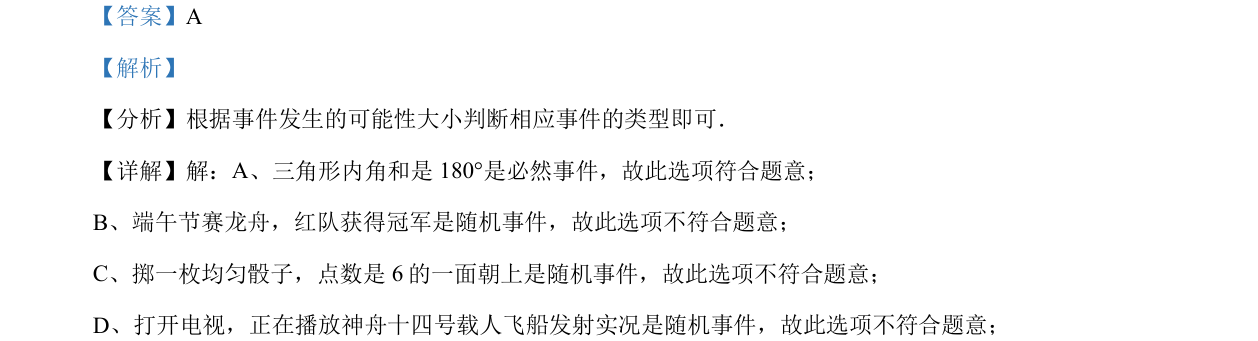 【答案】A
【解析】
【分析】根据事件发生的可能性大小判断相应事件的类型即可．
【详解】解：A、三角形内角和是 180°是必然事件，故此选项符合题意；
B、端午节赛龙舟，红队获得冠军是随机事件，故此选项不符合题意；
C、掷一枚均匀骰子，点数是 6 的一面朝上是随机事件，故此选项不符合题意；
D、打开电视，正在播放神舟十四号载人飞船发射实况是随机事件，故此选项不符合题意；